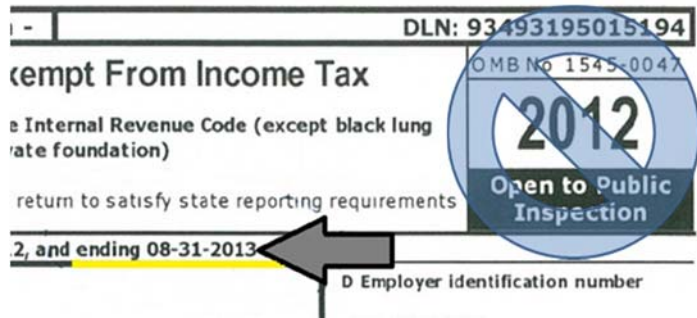 DLN: 93493195015194
xempt From Income Tax
OMB No 1545-0047
e Internal Revenue Code (except black lung
vate foundation)
2012
return to satisfy state reporting requirements
Open to Public
Inspection
2, and ending 08-31-2013
D Employer identification number